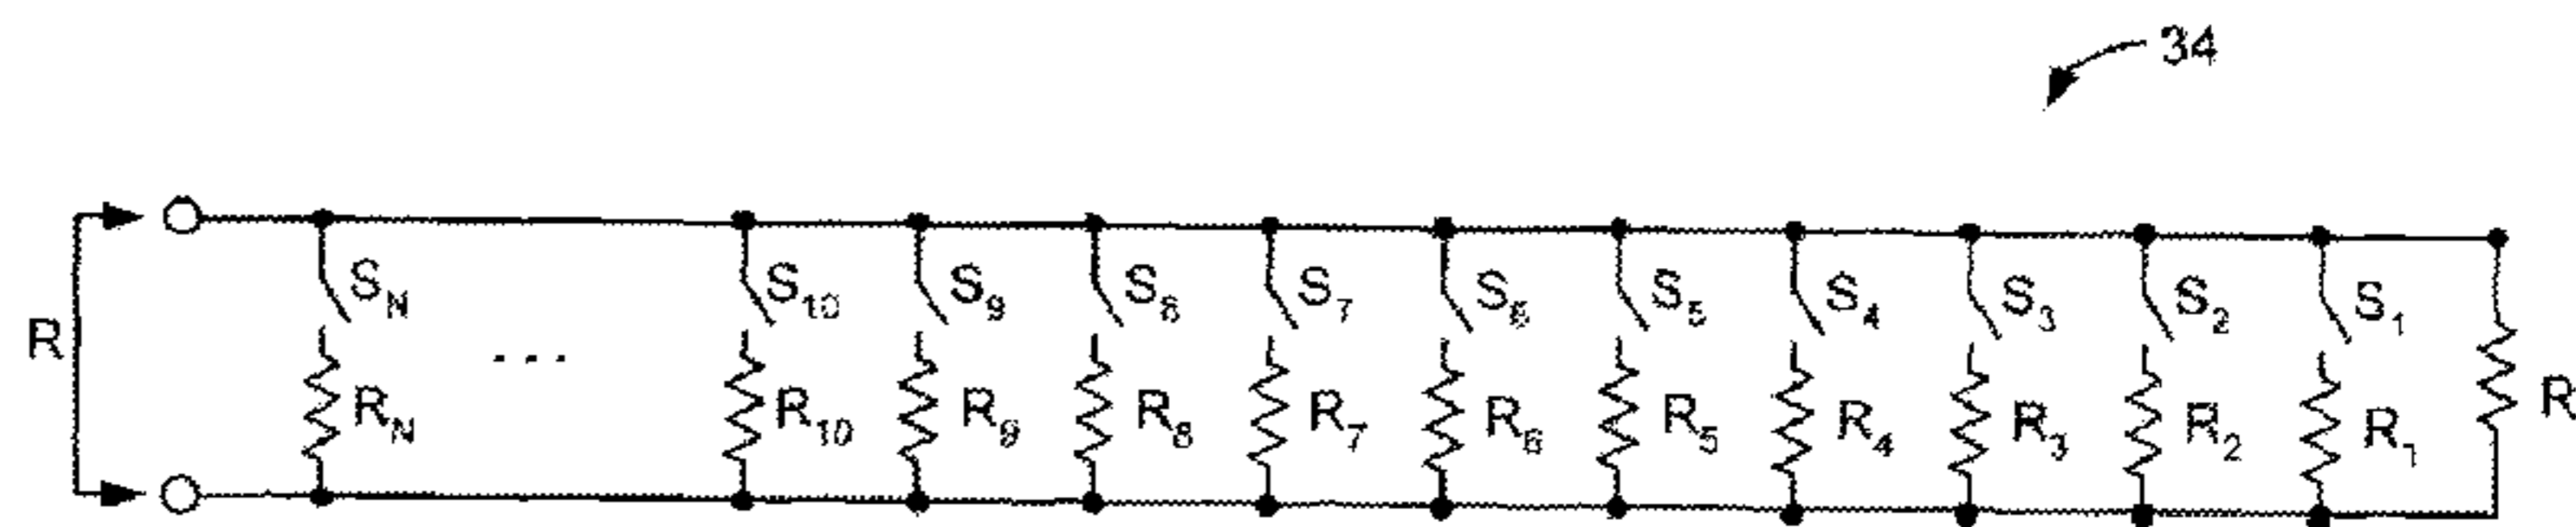 34
S_N S_10 S_9 S_8 S_7 S_6 S_5 S_4 S_3 S_2 S_1
R
...
R_N R_10 R_9 R_8 R_7 R_6 R_5 R_4 R_3 R_2 R_1 R